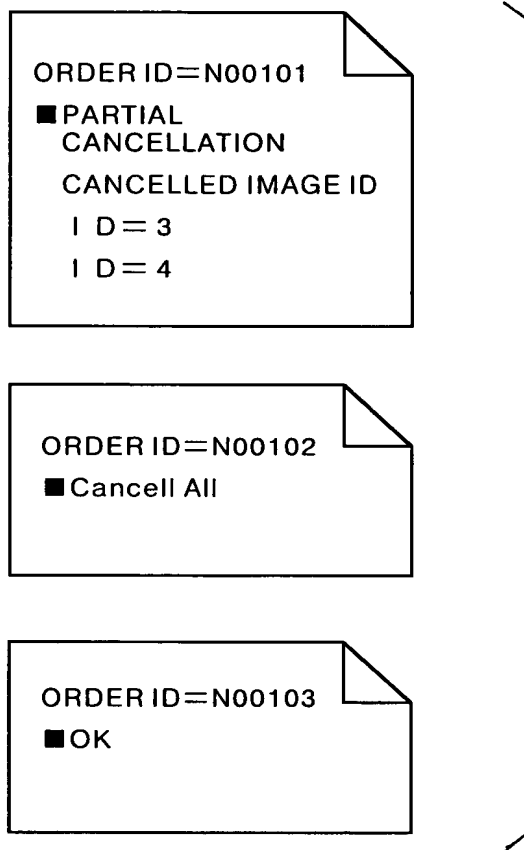 ORDER ID=N00101
■PARTIAL
CANCELLATION
CANCELLED IMAGE ID
I D=3
I D=4
ORDER ID=N00102
■Cancell All
ORDER ID=N00103
■OK